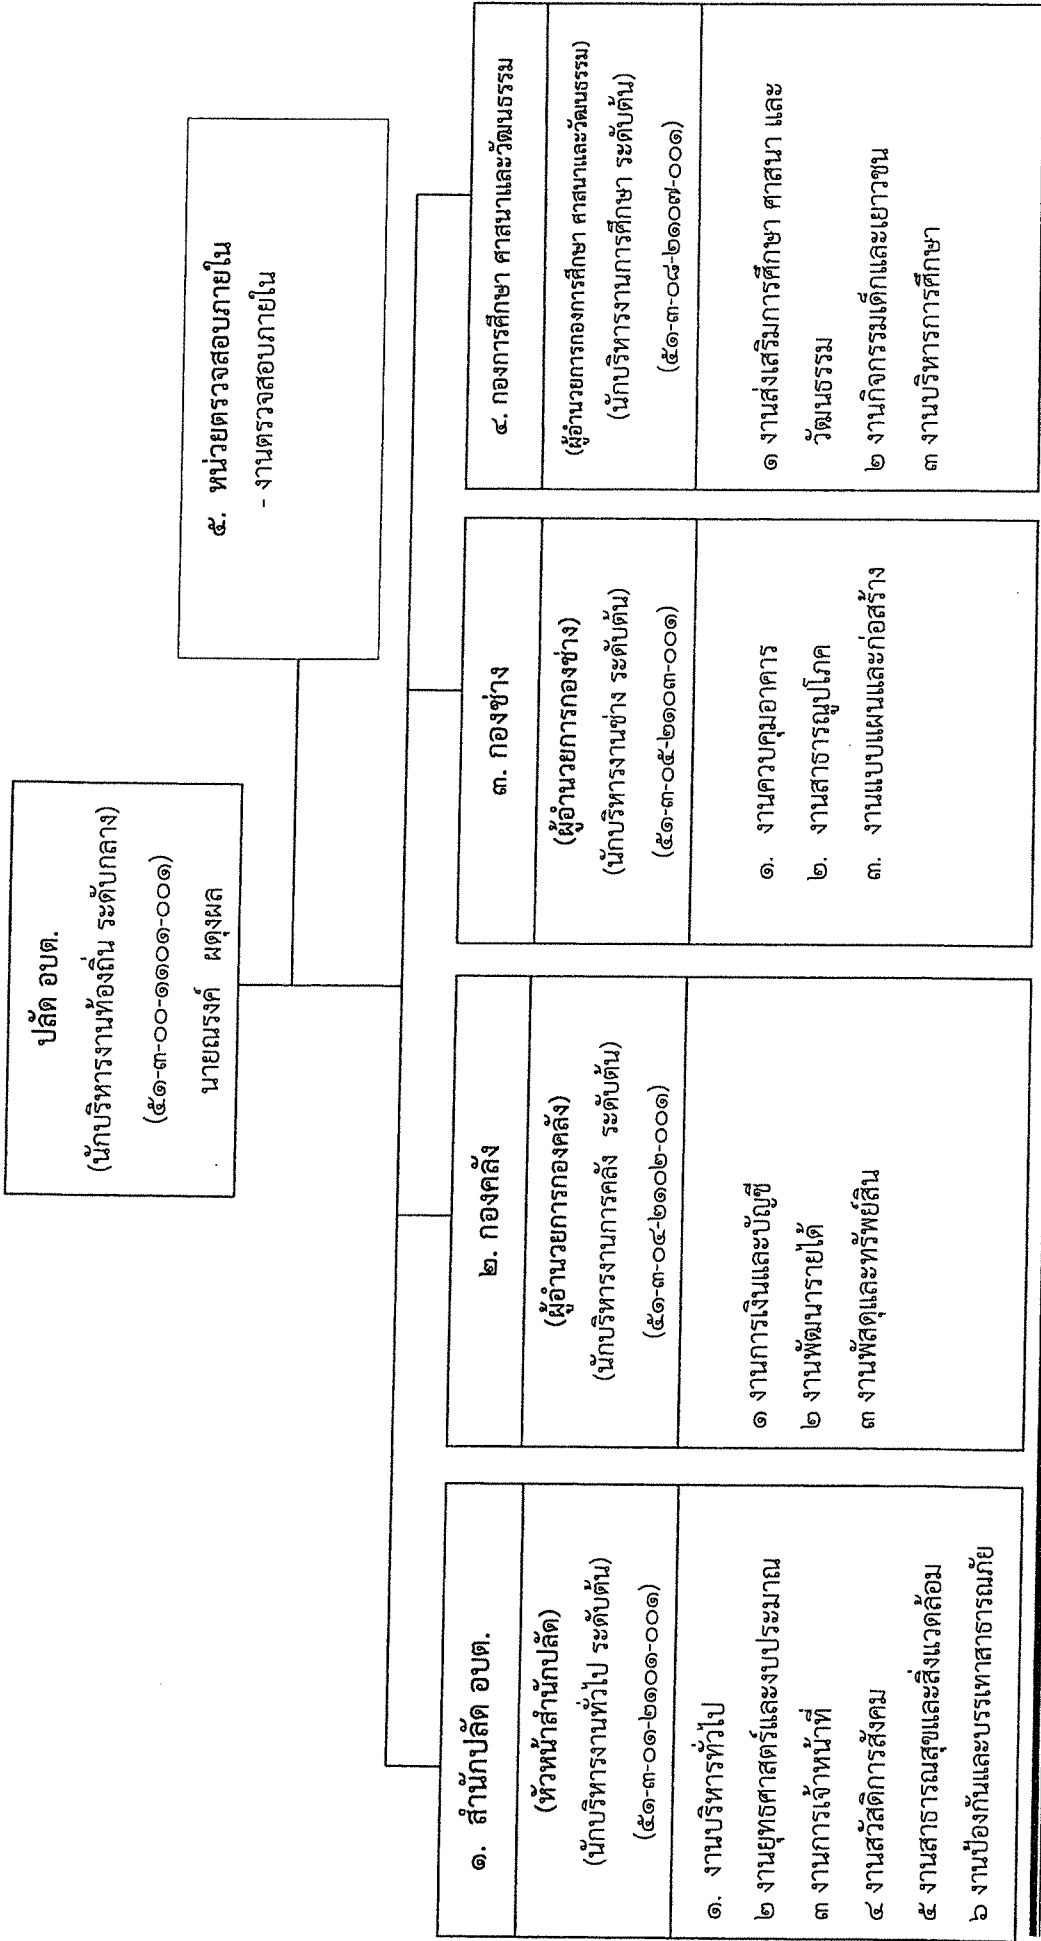 ปลัด อบต.
(นักบริหารงานท้องถิ่น ระดับกลาง)
(๕๑-๓-๐๐-๑๑๐๑-๐๐๑)
นายณรงค์ ผดุงผล
๕. หน่วยตรวจสอบภายใน
- งานตรวจสอบภายใน
๑. สำนักปลัด อบต.
(หัวหน้าสำนักปลัด)
(นักบริหารงานทั่วไป ระดับต้น)
(๕๑-๓-๐๑-๒๑๐๑-๐๐๑)
๑. งานบริหารทั่วไป
๒ งานยุทธศาสตร์และงบประมาณ
๓ งานการเจ้าหน้าที่
๔ งานสวัสดิการสังคม
๕ งานสาธารณสุขและสิ่งแวดล้อม
๖ งานป้องกันและบรรเทาสาธารณภัย
๒. กองคลัง
(ผู้อำนวยการกองคลัง)
(นักบริหารงานการคลัง ระดับต้น)
(๕๑-๓-๐๔-๒๑๐๒-๐๐๑)
๑ งานการเงินและบัญชี
๒ งานพัฒนารายได้
๓ งานพัสดุและทรัพย์สิน
๓. กองช่าง
(ผู้อำนวยการกองช่าง)
(นักบริหารงานช่าง ระดับต้น)
(๕๑-๓-๐๕-๒๑๐๓-๐๐๑)
๑. งานควบคุมอาคาร
๒. งานสาธารณูปโภค
๓. งานแบบแผนและก่อสร้าง
๔. กองการศึกษา ศาสนาและวัฒนธรรม
(ผู้อำนวยการกองการศึกษา ศาสนาและวัฒนธรรม)
(นักบริหารงานการศึกษา ระดับต้น)
(๕๑-๓-๐๘-๒๑๐๗-๐๐๑)
๑ งานส่งเสริมการศึกษา ศาสนา และ
วัฒนธรรม
๒ งานกิจกรรมเด็กและเยาวชน
๓ งานบริหารการศึกษา